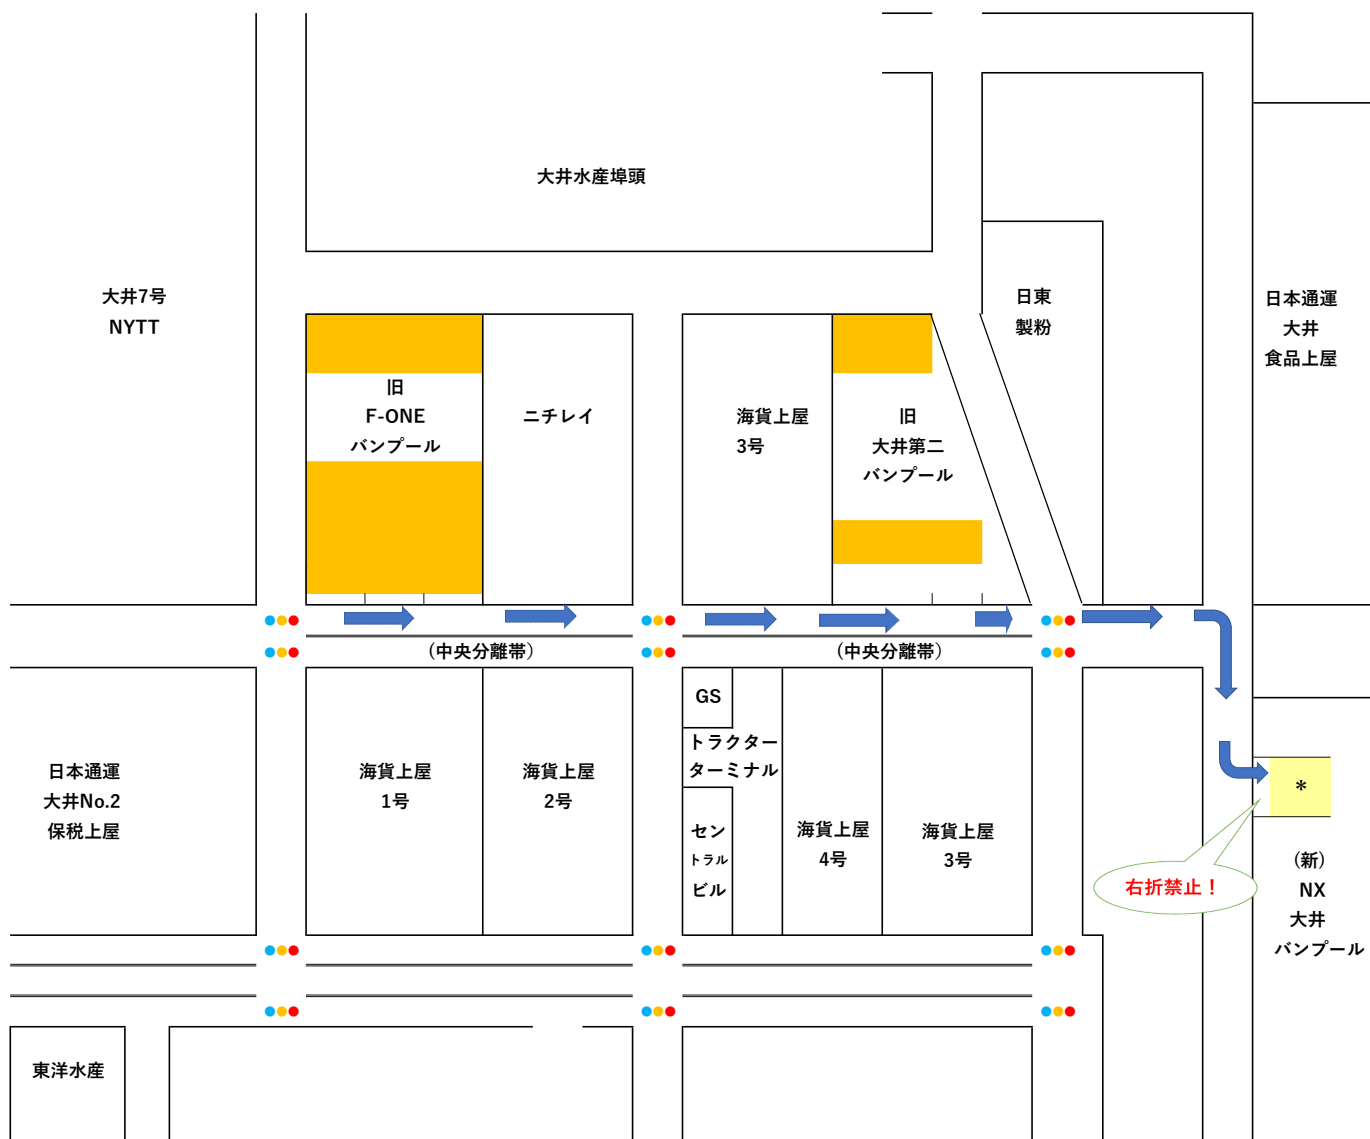 大井水産埠頭
大井7号
NYTT
日東
製粉
日本通運
大井
食品上屋
旧
F-ONE
バンプール
ニチレイ
海貨上屋
3号
旧
大井第二
バンプール
(中央分離帯)
(中央分離帯)
GS
トラクター
ターミナル
日本通運
大井No.2
保税上屋
海貨上屋
1号
海貨上屋
2号
セン
トラル
ビル
海貨上屋
4号
海貨上屋
3号
*
右折禁止！
(新)
NX
大井
バンプール
東洋水産